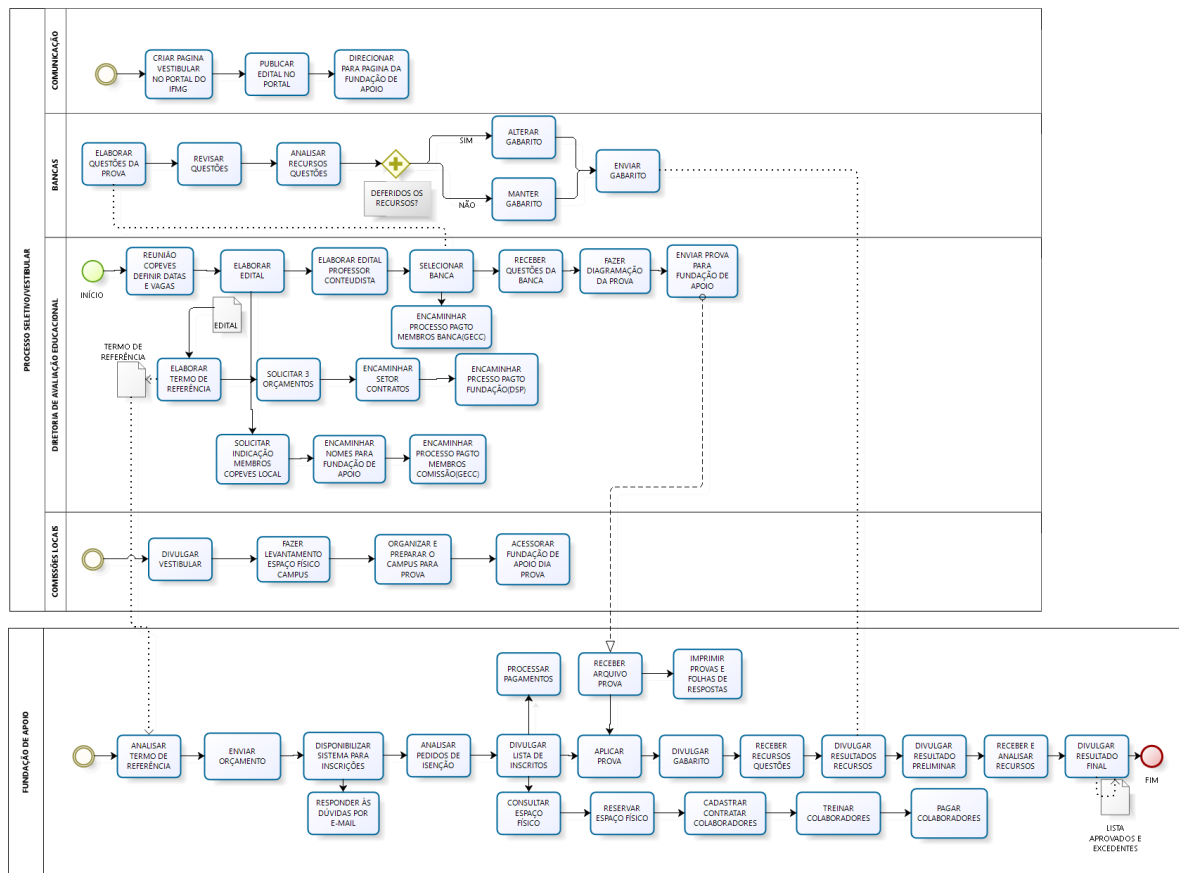 PROCESSO SELETIVO/VESTIBULAR
COMUNICAÇÃO
CRIAR PAGINA
VESTIBULAR
NO PORTAL DO
IFMG
PUBLICAR
EDITAL NO
PORTAL
DIRECIONAR
PARA PAGINA DA
FUNDAÇÃO DE
APOIO
BANCAS
ELABORAR
QUESTÕES DA
PROVA
REVISAR
QUESTÕES
ANALISAR
RECURSOS
QUESTÕES
DEFERIDOS OS
RECURSOS?
SIM
NÃO
ALTERAR
GABARITO
MANTER
GABARITO
ENVIAR
GABARITO
DIRETORIA DE AVALIAÇÃO EDUCACIONAL
INÍCIO
REUNIÃO
COPEVES
DEFINIR DATAS
E VAGAS
ELABORAR
EDITAL
ELABORAR EDITAL
PROFESSOR
CONTEUDISTA
SELECIONAR
BANCA
RECEBER
QUESTÕES DA
BANCA
FAZER
DIAGRAMAÇÃO
DA PROVA
ENVIAR PROVA
PARA
FUNDAÇÃO DE
APOIO
ENCAMINHAR
PROCESSO PAGTO
MEMBROS BANCA(GECC)
EDITAL
TERMO DE
REFERÊNCIA
ELABORAR
TERMO DE
REFERÊNCIA
SOLICITAR 3
ORÇAMENTOS
ENCAMINHAR
SETOR
CONTRATOS
ENCAMINHAR
PRCESSO PAGTO
FUNDAÇÃO(DSP)
SOLICITAR
INDICAÇÃO
MEMBROS
COPEVES LOCAL
ENCAMINHAR
NOMES PARA
FUNDAÇÃO DE
APOIO
ENCAMINHAR
PROCESSO PAGTO
MEMBROS
COMISSÃO(GECC)
COMISSÕES LOCAIS
DIVULGAR
VESTIBULAR
FAZER
LEVANTAMENTO
ESPAÇO FÍSICO
CAMPUS
ORGANIZAR E
PREPARAR O
CAMPUS PARA
PROVA
ACESSORAR
FUNDAÇÃO DE
APOIO DIA
PROVA
FUNDAÇÃO DE APOIO
PROCESSAR
PAGAMENTOS
RECEBER
ARQUIVO
PROVA
IMPRIMIR
PROVAS E
FOLHAS DE
RESPOSTAS
ANALISAR
TERMO DE
REFERÊNCIA
ENVIAR
ORÇAMENTO
DISPONIBILIZAR
SISTEMA PARA
INSCRIÇÕES
ANALISAR
PEDIDOS DE
ISENÇÃO
DIVULGAR
LISTA DE
INSCRITOS
APLICAR
PROVA
DIVULGAR
GABARITO
RECEBER
RECURSOS
QUESTÕES
DIVULGAR
RESULTADOS
RECURSOS
DIVULGAR
RESULTADO
PRELIMINAR
RECEBER E
ANALISAR
RECURSOS
DIVULGAR
RESULTADO
FINAL
FIM
RESPONDER ÀS
DÚVIDAS POR
E-MAIL
CONSULTAR
ESPAÇO
FÍSICO
RESERVAR
ESPAÇO FÍSICO
CADASTRAR
CONTRATAR
COLABORADORES
TREINAR
COLABORADORES
PAGAR
COLABORADORES
LISTA
APROVADOS E
EXCEDENTES